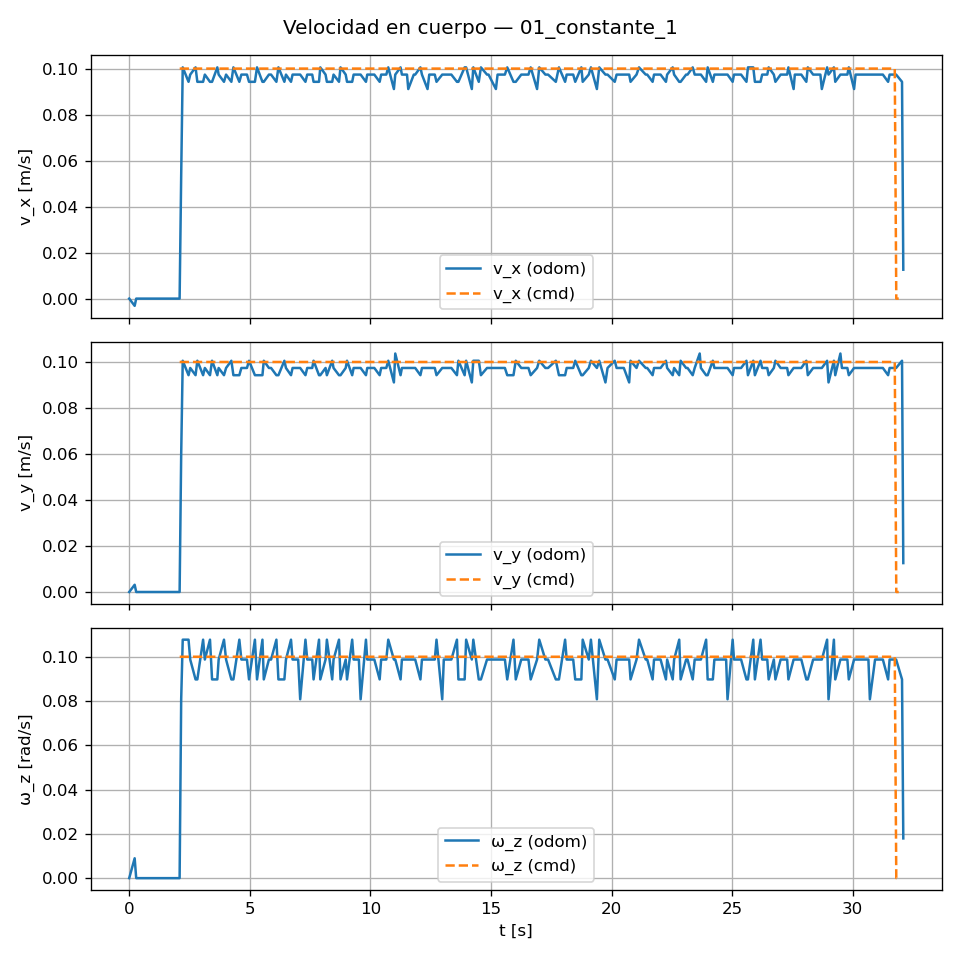 Velocidad en cuerpo — 01_constante_1
0.10
0.08
0.06
0.04
0.02
0.00
v_x [m/s]
v_x (odom)
v_x (cmd)
0.10
0.08
0.06
0.04
0.02
0.00
v_y [m/s]
v_y (odom)
v_y (cmd)
0.10
0.08
0.06
0.04
0.02
0.00
ω_z [rad/s]
ω_z (odom)
ω_z (cmd)
0 5 10 15 20 25 30
t [s]